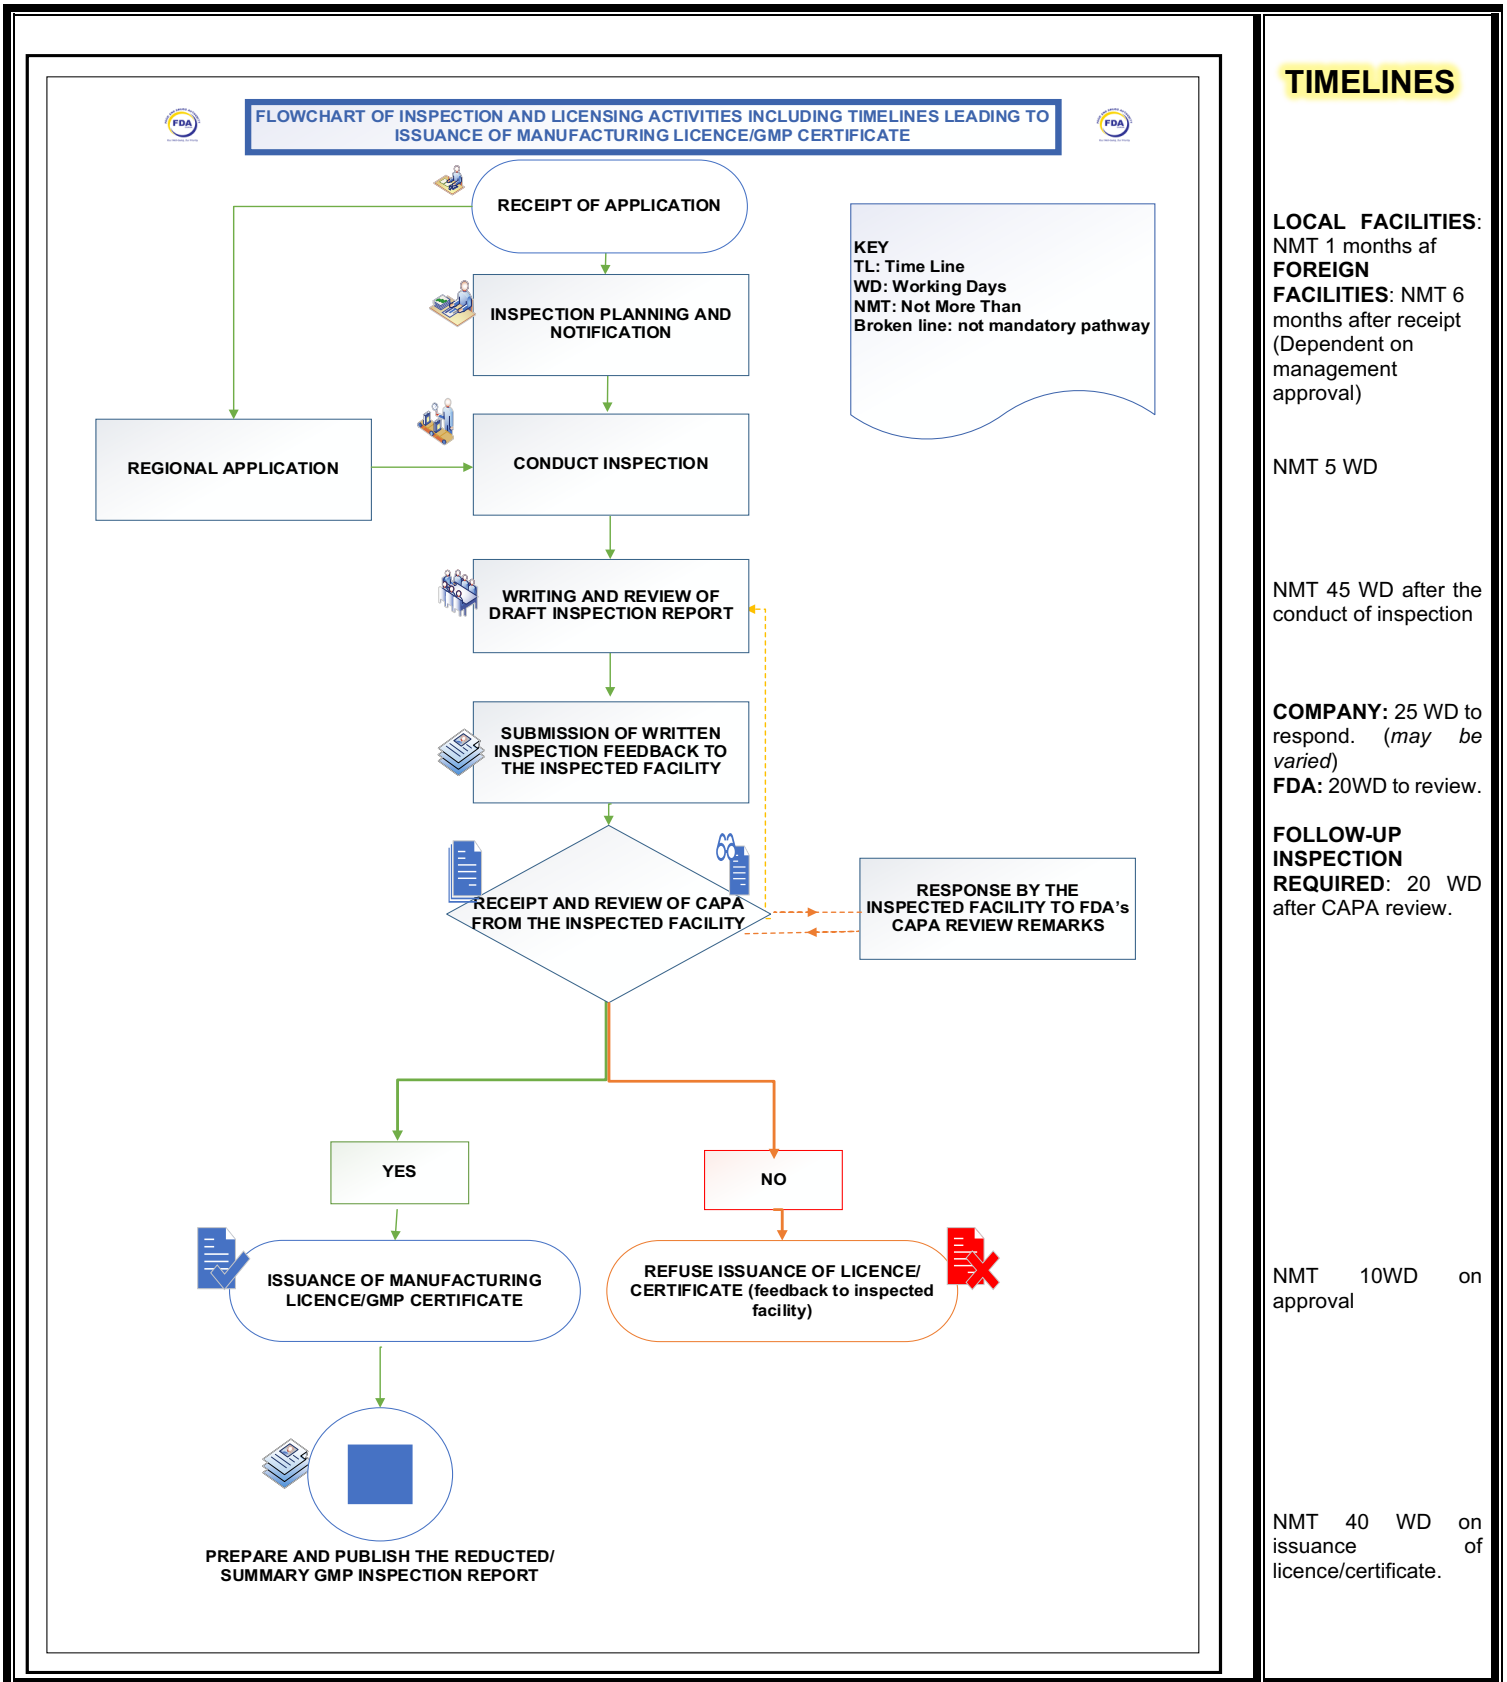 FLOWCHART OF INSPECTION AND LICENSING ACTIVITIES INCLUDING TIMELINES LEADING TO
ISSUANCE OF MANUFACTURING LICENCE/GMP CERTIFICATE
FDA
FDA
RECEIPT OF APPLICATION
KEY
TL: Time Line
WD: Working Days
NMT: Not More Than
Broken line: not mandatory pathway
INSPECTION PLANNING AND
NOTIFICATION
REGIONAL APPLICATION
CONDUCT INSPECTION
WRITING AND REVIEW OF
DRAFT INSPECTION REPORT
SUBMISSION OF WRITTEN
INSPECTION FEEDBACK TO
THE INSPECTED FACILITY
RECEIPT AND REVIEW OF CAPA
FROM THE INSPECTED FACILITY
RESPONSE BY THE
INSPECTED FACILITY TO FDA's
CAPA REVIEW REMARKS
YES
NO
ISSUANCE OF MANUFACTURING
LICENCE/GMP CERTIFICATE
REFUSE ISSUANCE OF LICENCE/
CERTIFICATE (feedback to inspected
facility)
PREPARE AND PUBLISH THE REDUCTED/
SUMMARY GMP INSPECTION REPORT
TIMELINES
LOCAL FACILITIES:
NMT 1 months af
FOREIGN
FACILITIES: NMT 6
months after receipt
(Dependent on
management
approval)
NMT 5 WD
NMT 45 WD after the
conduct of inspection
COMPANY: 25 WD to
respond. (may be
varied)
FDA: 20WD to review.
FOLLOW-UP
INSPECTION
REQUIRED: 20 WD
after CAPA review.
NMT 10WD on
approval
NMT 40 WD on
issuance of
licence/certificate.